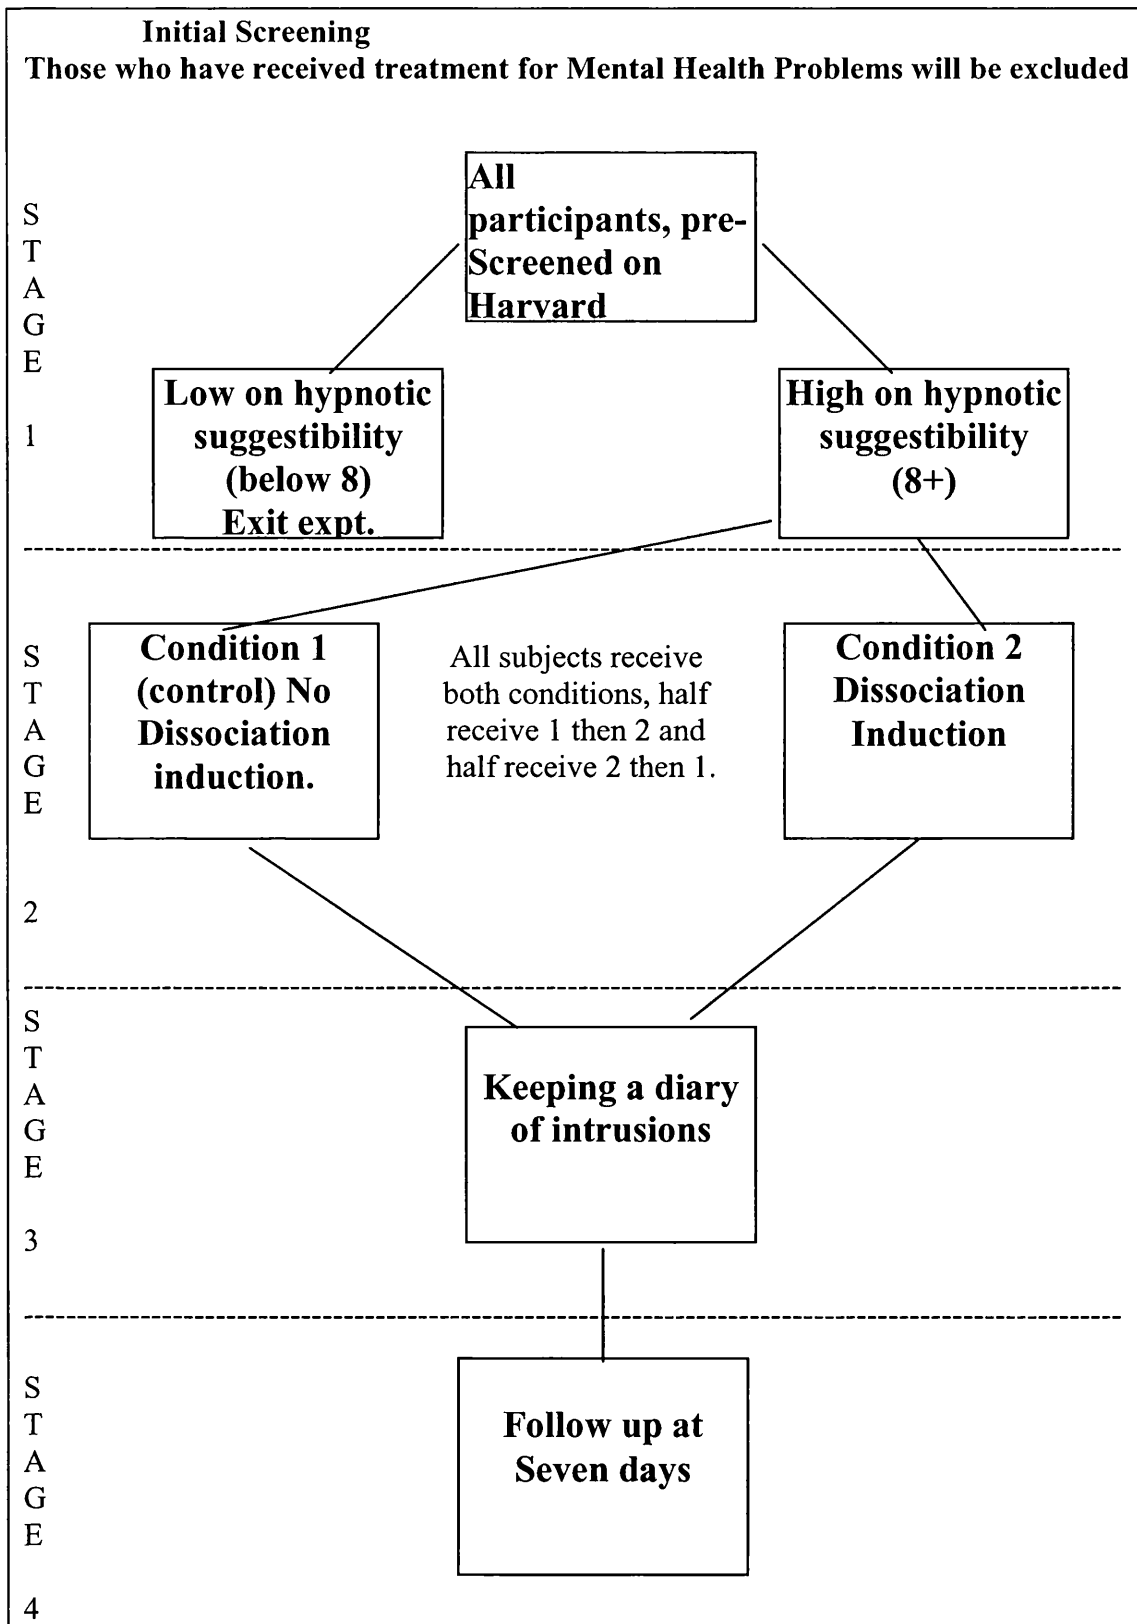 Initial Screening
Those who have received treatment for Mental Health Problems will be excluded
S
T
A
G
E
1
All
participants, pre-
Screened on
Harvard
Low on hypnotic
suggestibility
(below 8)
Exit expt.
High on hypnotic
suggestibility
(8+)
S
T
A
G
E
2
Condition 1
(control) No
Dissociation
induction.
All subjects receive
both conditions, half
receive 1 then 2 and
half receive 2 then 1.
Condition 2
Dissociation
Induction
S
T
A
G
E
3
Keeping a diary
of intrusions
S
T
A
G
E
4
Follow up at
Seven days